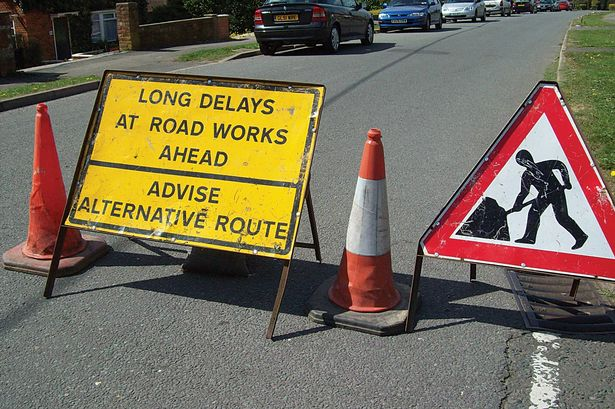 LONG DELAYS
AT ROAD WORKS
AHEAD
ADVISE
ALTERNATIVE ROUTE